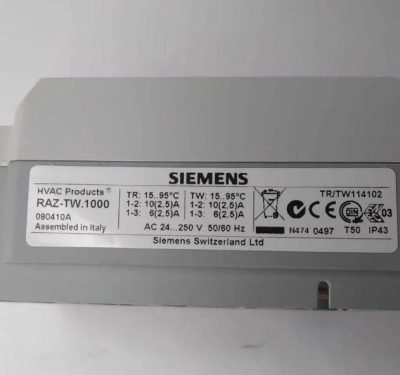 SIEMENS
HVAC Products ®
RAZ-TW.1000
080410A
Assembled in Italy
TR: 15..95°C
1-2: 10(2,5)A
1-3: 6(2,5)A
TW: 15..95°C
1-2: 10(2,5)A
1-3: 6(2,5)A
AC 24...250 V 50/60 Hz
Siemens Switzerland Ltd
TR/TW114102
03
N474 0497 T50 IP43